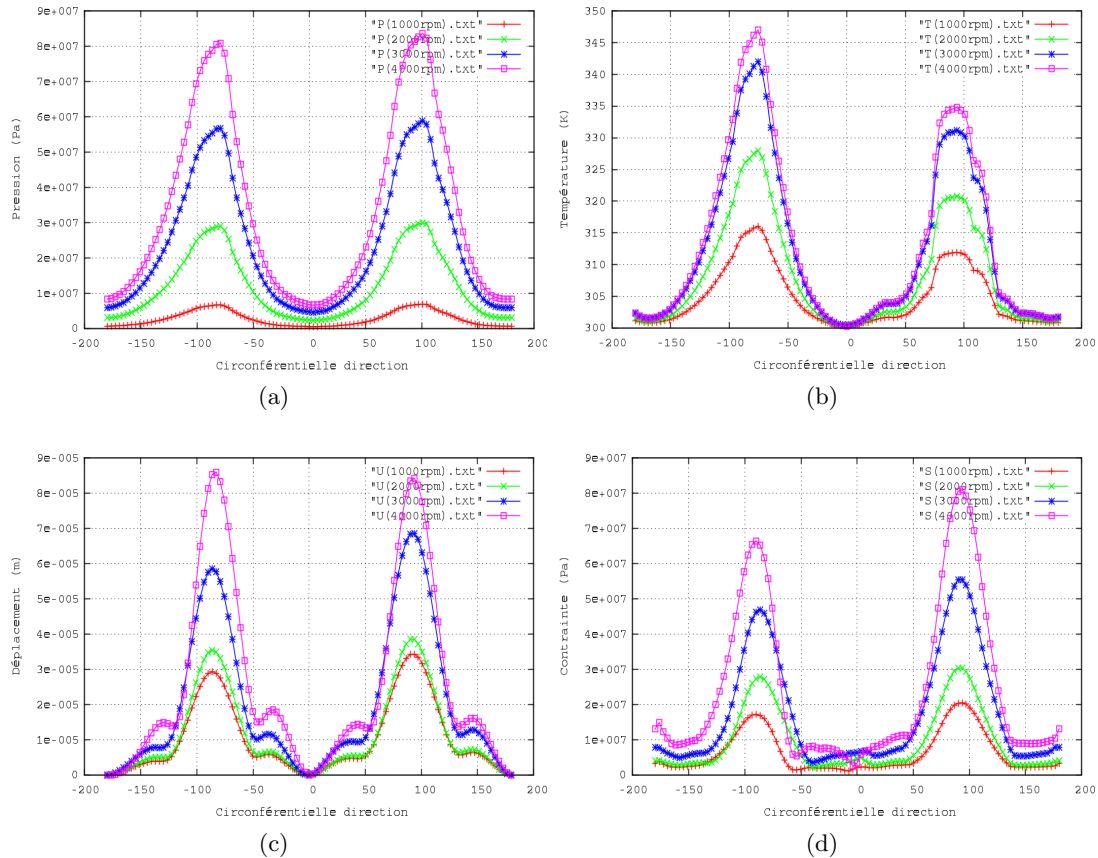 9e+007
8e+007
7e+007
6e+007
5e+007
4e+007
3e+007
2e+007
1e+007
0
Pression (Pa)
"P(1000rpm).txt"
"P(2000rpm).txt"
"P(3000rpm).txt"
"P(4000rpm).txt"
-200 -150 -100 -50 0 50 100 150 200
Circonférentielle direction
(a)
350
345
340
335
330
325
320
315
310
305
300
Température (K)
"T(1000rpm).txt"
"T(2000rpm).txt"
"T(3000rpm).txt"
"T(4000rpm).txt"
-200 -150 -100 -50 0 50 100 150 200
Circonférentielle direction
(b)
9e-005
8e-005
7e-005
6e-005
5e-005
4e-005
3e-005
2e-005
1e-005
0
Déplacement (m)
"U(1000rpm).txt"
"U(2000rpm).txt"
"U(3000rpm).txt"
"U(4000rpm).txt"
-200 -150 -100 -50 0 50 100 150 200
Circonférentielle direction
(c)
9e+007
8e+007
7e+007
6e+007
5e+007
4e+007
3e+007
2e+007
1e+007
0
Contrainte (Pa)
"S(1000rpm).txt"
"S(2000rpm).txt"
"S(3000rpm).txt"
"S(4000rpm).txt"
-200 -150 -100 -50 0 50 100 150 200
Circonférentielle direction
(d)